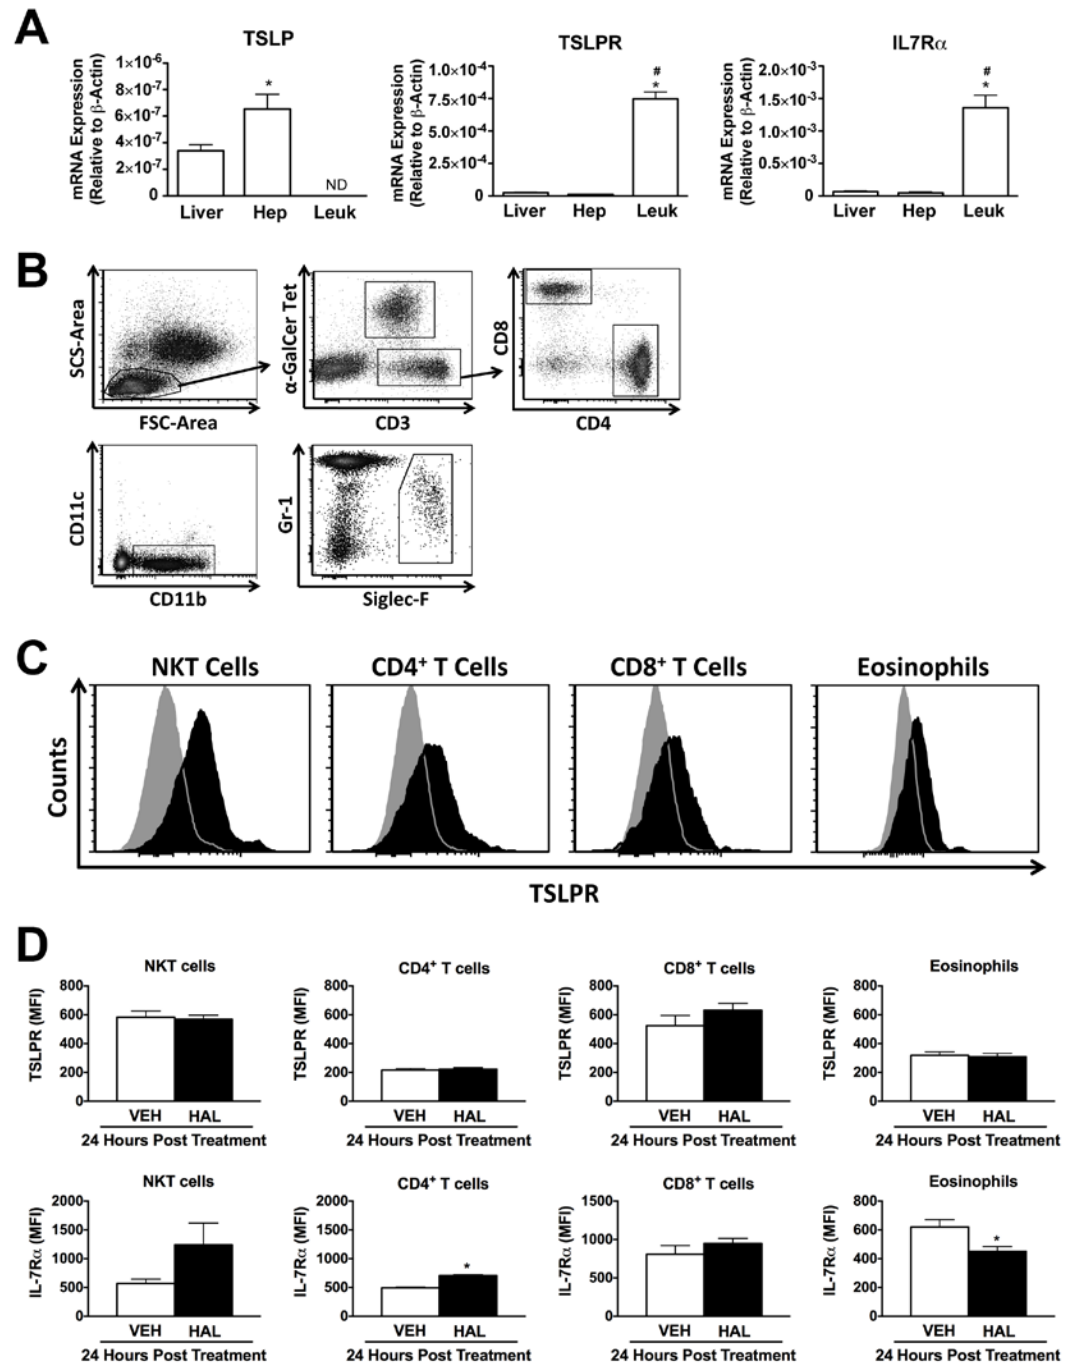 A
TSLP
mRNA Expression
(Relative to β-Actin)
1×10-6
8×10-7
6×10-7
4×10-7
2×10-7
0
*
ND
Liver Hep Leuk
TSLPR
mRNA Expression
(Relative to β-Actin)
1.0×10-4
7.5×10-4
5.0×10-4
2.5×10-4
0
#
*
Liver Hep Leuk
IL7Rα
mRNA Expression
(Relative to β-Actin)
2.0×10-3
1.5×10-3
1.0×10-3
0.5×10-3
0
#
*
Liver Hep Leuk
B
SCS-Area
FSC-Area
α-GalCer Tet
CD3
CD8
CD4
CD11c
CD11b
Gr-1
Siglec-F
C
NKT Cells CD4+ T Cells CD8+ T Cells Eosinophils
Counts
TSLPR
D
NKT cells
TSLPR (MFI)
800
600
400
200
0
VEH HAL
24 Hours Post Treatment
CD4+ T cells
TSLPR (MFI)
800
600
400
200
0
VEH HAL
24 Hours Post Treatment
CD8+ T cells
TSLPR (MFI)
800
600
400
200
0
VEH HAL
24 Hours Post Treatment
Eosinophils
TSLPR (MFI)
800
600
400
200
0
VEH HAL
24 Hours Post Treatment
NKT cells
IL-7Rα (MFI)
2000
1500
1000
500
0
VEH HAL
24 Hours Post Treatment
CD4+ T cells
IL-7Rα (MFI)
2000
1500
1000
500
0
*
VEH HAL
24 Hours Post Treatment
CD8+ T cells
IL-7Rα (MFI)
1500
1000
500
0
VEH HAL
24 Hours Post Treatment
Eosinophils
IL-7Rα (MFI)
800
600
400
200
0
*
VEH HAL
24 Hours Post Treatment